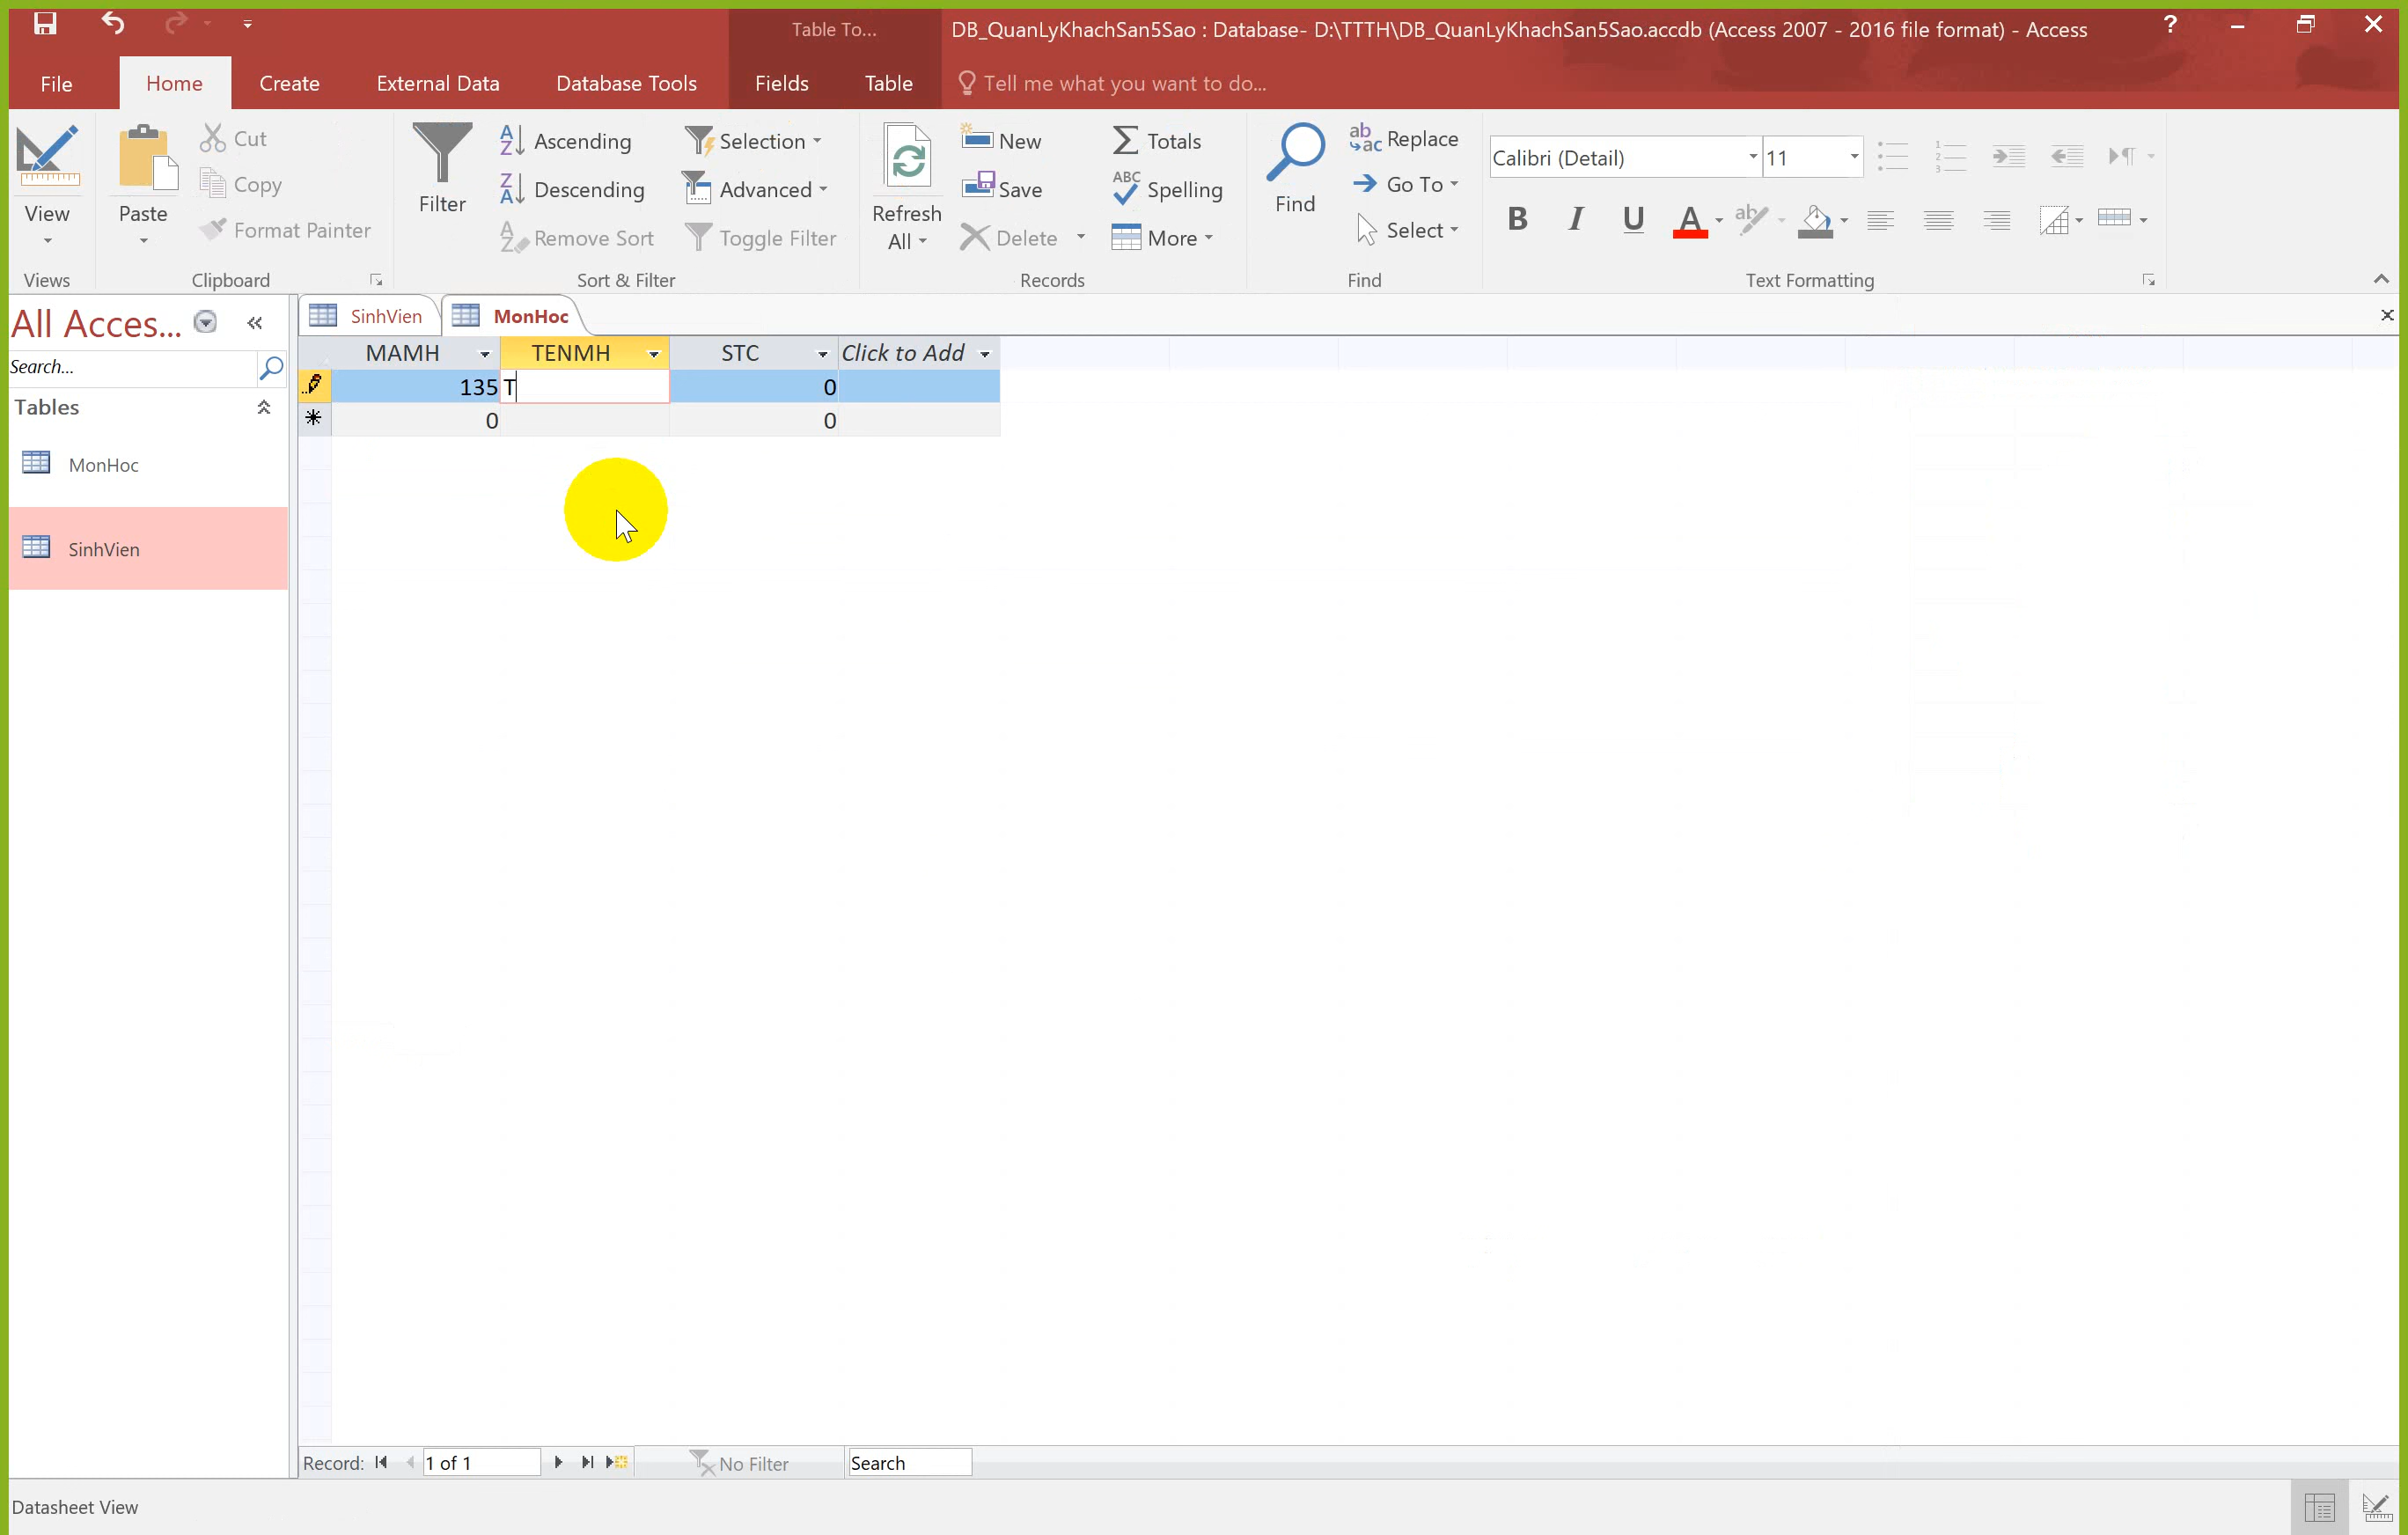 Table To...
DB_QuanLyKhachSan5Sao : Database- D:\TTTH\DB_QuanLyKhachSan5Sao.accdb (Access 2007 - 2016 file format) - Access
?
File
Home
Create
External Data
Database Tools
Fields
Table
Tell me what you want to do...
View
Views
Paste
Cut
Copy
Format Painter
Clipboard
Filter
Ascending
Descending
Remove Sort
Selection
Advanced
Toggle Filter
Sort & Filter
Refresh
All
New
Save
Delete
Totals
Spelling
More
Records
Find
Replace
Go To
Select
Find
Calibri (Detail)
11
B I U A
Text Formatting
All Acces...
Search...
Tables
MonHoc
SinhVien
SinhVien
MonHoc
MAMH TENMH STC Click to Add
135 T 0
0 0
Record: 1 of 1 No Filter Search
Datasheet View